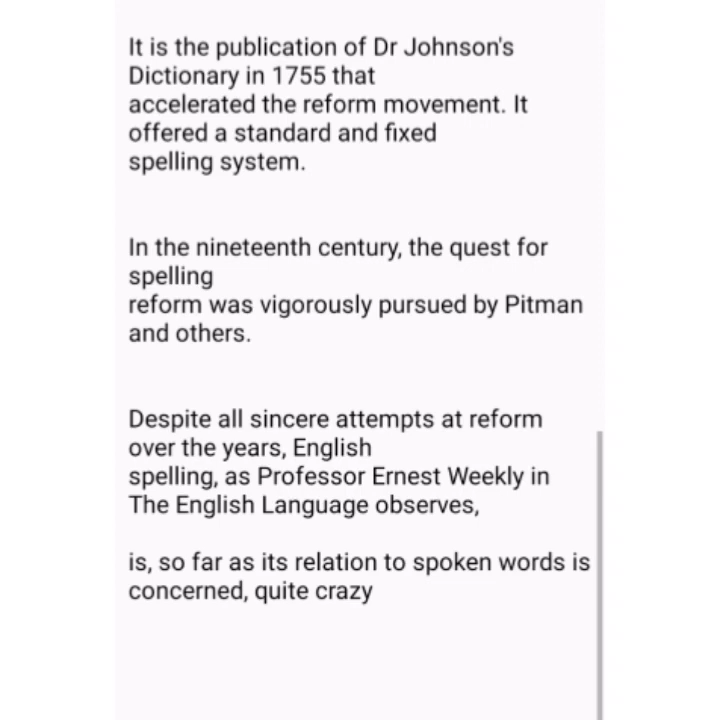 It is the publication of Dr Johnson's
Dictionary in 1755 that
accelerated the reform movement. It
offered a standard and fixed
spelling system.
In the nineteenth century, the quest for
spelling
reform was vigorously pursued by Pitman
and others.
Despite all sincere attempts at reform
over the years, English
spelling, as Professor Ernest Weekly in
The English Language observes,
is, so far as its relation to spoken words is
concerned, quite crazy